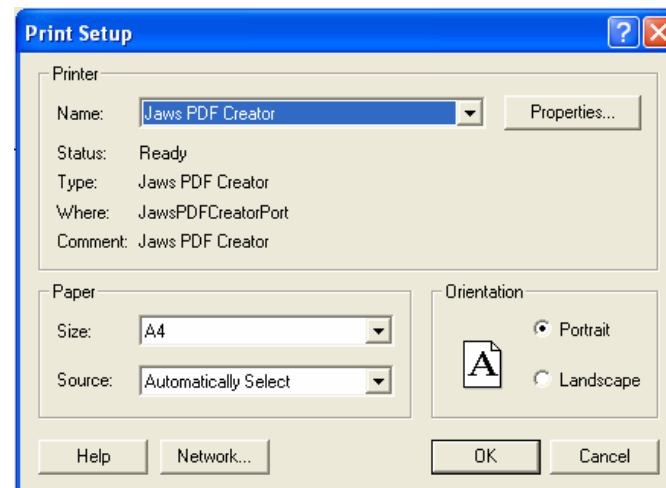 Print Setup
Printer
Name: Jaws PDF Creator Properties...
Status: Ready
Type: Jaws PDF Creator
Where: JawsPDFCreatorPort
Comment: Jaws PDF Creator
Paper Orientation
Size: A4 Portrait
Source: Automatically Select A Landscape
Help Network... OK Cancel